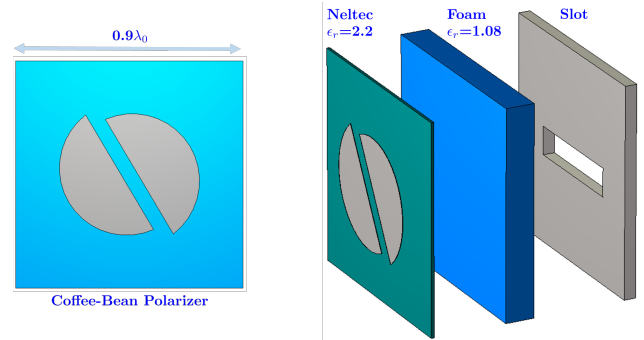 0.9λ₀
Coffee-Bean Polarizer
Neltec
ϵᵣ=2.2
Foam
ϵᵣ=1.08
Slot